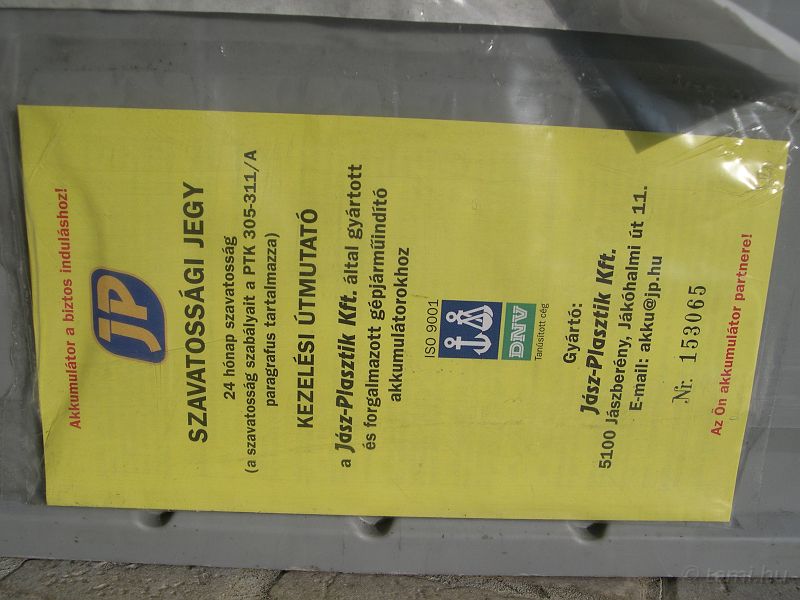 Akkumulátor a biztos induláshoz!
JP
SZAVATOSSÁGI JEGY
24 hónap szavatosság
(a szavatosság szabályait a PTK 305-311/A
paragrafus tartalmazza)
KEZELÉSI ÚTMUTATÓ
a Jász-Plasztik Kft. által gyártott
és forgalmazott gépjárműindító
akkumulátorokhoz
ISO 9001
DNV
Tanúsított cég
Gyártó:
Jász-Plasztik Kft.
5100 Jászberény, Jákóhalmi út 11.
E-mail: akku@jp.hu
Nr. 153065
Az Ön akkumulátor partnere!
© tami.hu